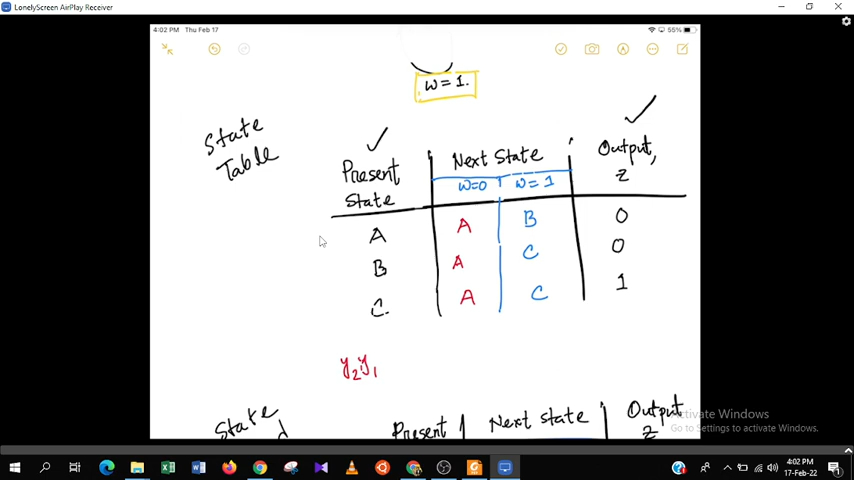 LonelyScreen AirPlay Receiver
4:02 PM Thu Feb 17
55%
w = 1.
State Table
Present State
Next State
Output, z
w=0 w=1
A A B 0
B A C 0
C. A C 1
y2y1
State
Present Next state Output
z
Activate Windows
Go to Settings to activate Windows.
4:02 PM
17-Feb-22